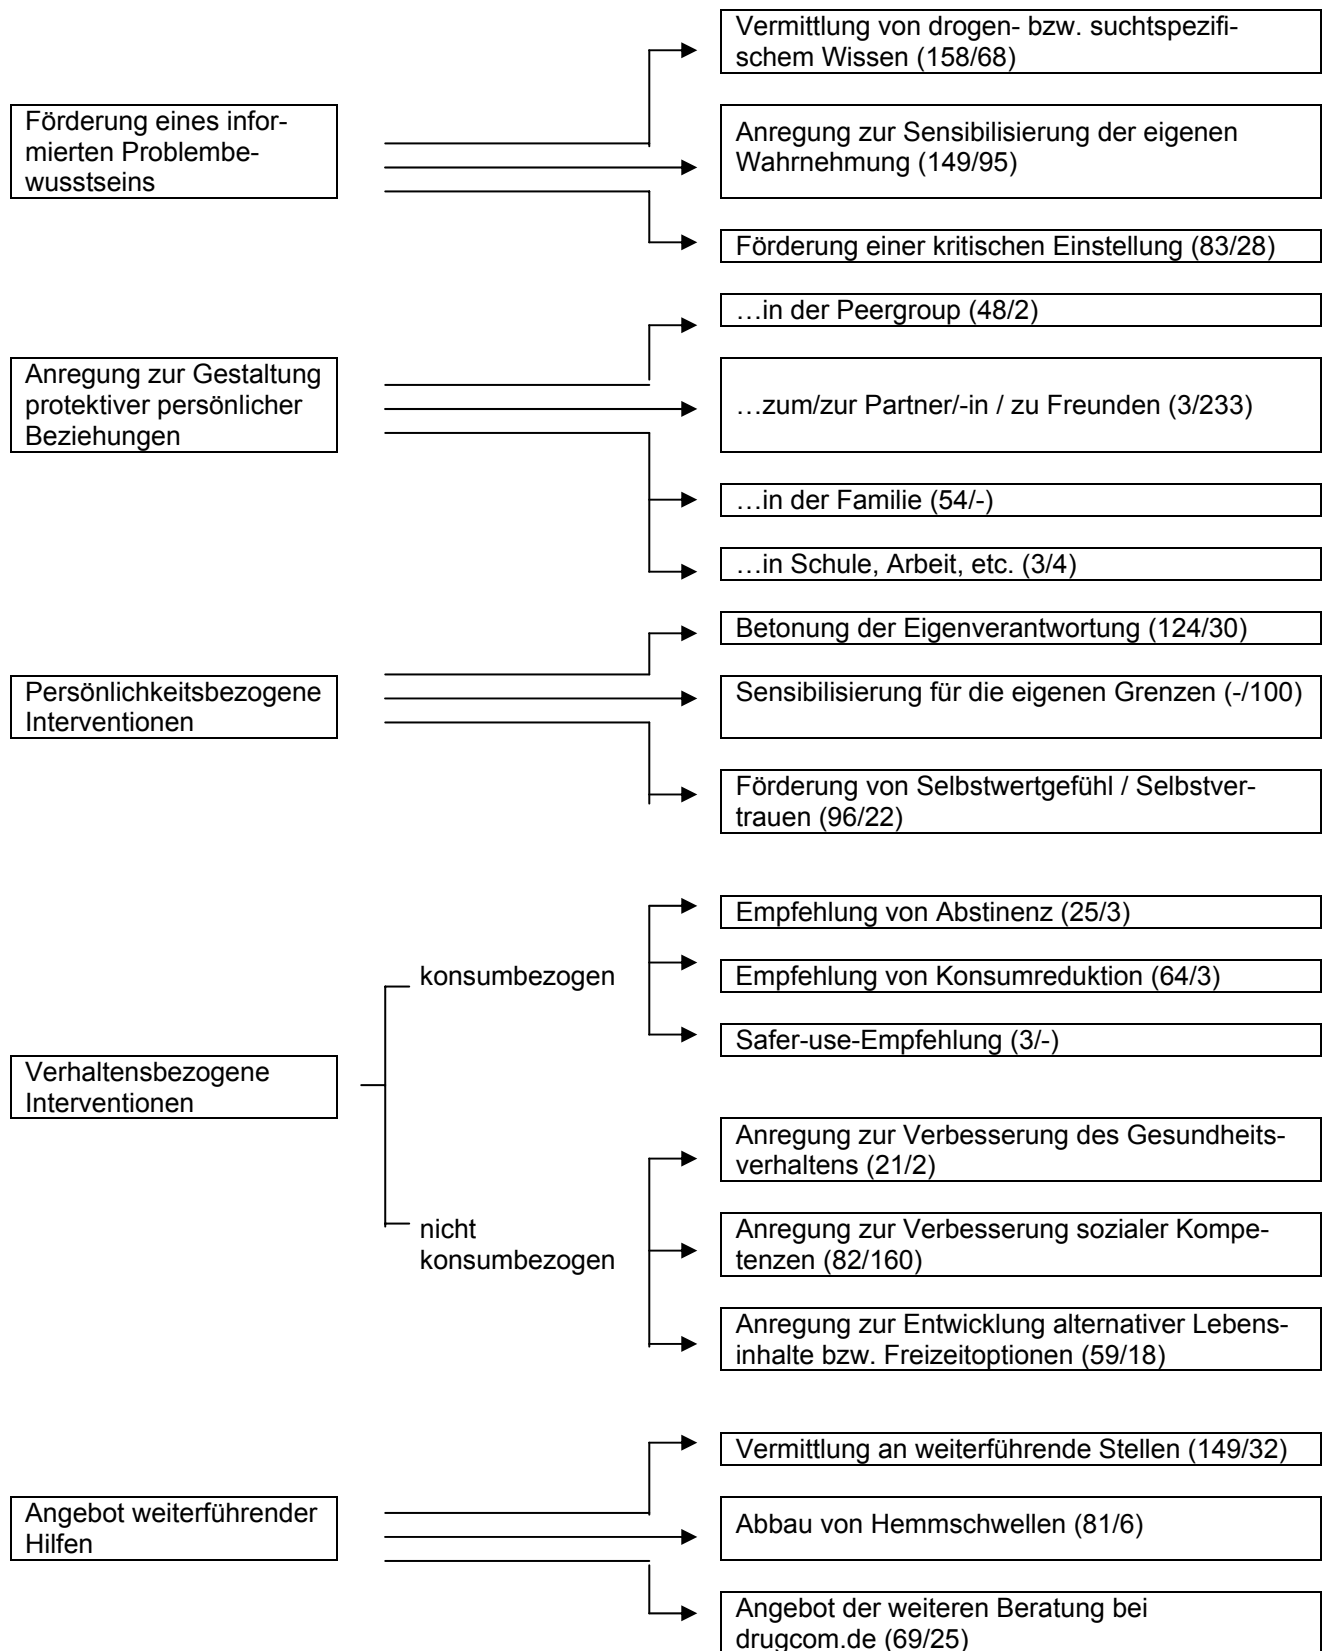 Förderung eines infor-
mierten Problembe-
wusstseins
Vermittlung von drogen- bzw. suchtspezifi-
schem Wissen (158/68)
Anregung zur Sensibilisierung der eigenen
Wahrnehmung (149/95)
Förderung einer kritischen Einstellung (83/28)
Anregung zur Gestaltung
protektiver persönlicher
Beziehungen
…in der Peergroup (48/2)
…zum/zur Partner/-in / zu Freunden (3/233)
…in der Familie (54/-)
…in Schule, Arbeit, etc. (3/4)
Persönlichkeitsbezogene
Interventionen
Betonung der Eigenverantwortung (124/30)
Sensibilisierung für die eigenen Grenzen (-/100)
Förderung von Selbstwertgefühl / Selbstver-
trauen (96/22)
Verhaltensbezogene
Interventionen
konsumbezogen
Empfehlung von Abstinenz (25/3)
Empfehlung von Konsumreduktion (64/3)
Safer-use-Empfehlung (3/-)
nicht
konsumbezogen
Anregung zur Verbesserung des Gesundheits-
verhaltens (21/2)
Anregung zur Verbesserung sozialer Kompe-
tenzen (82/160)
Anregung zur Entwicklung alternativer Lebens-
inhalte bzw. Freizeitoptionen (59/18)
Angebot weiterführender
Hilfen
Vermittlung an weiterführende Stellen (149/32)
Abbau von Hemmschwellen (81/6)
Angebot der weiteren Beratung bei
drugcom.de (69/25)